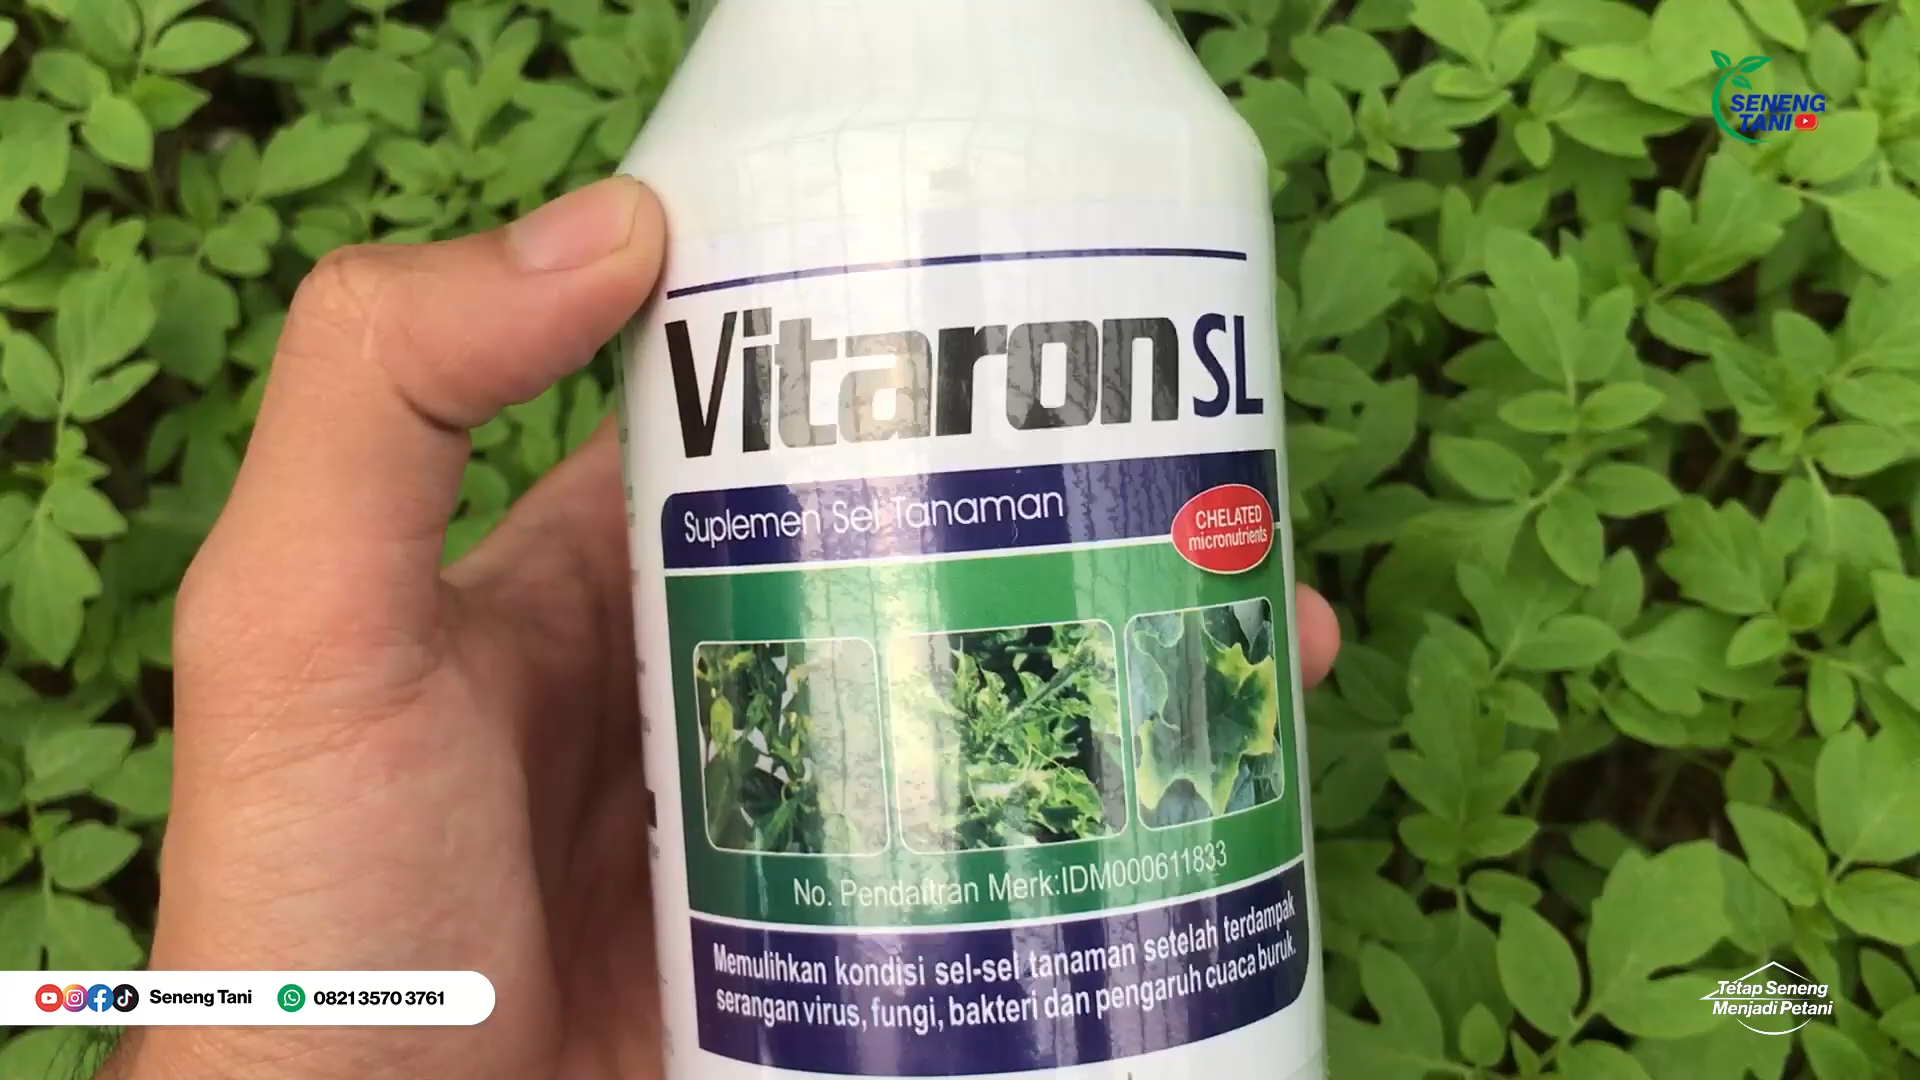 SENENG
TANI
Vitaron SL
Suplemen Sel Tanaman
CHELATED
micronutrients
No. Pendaftran Merk:IDM000611833
Memulihkan kondisi sel-sel tanaman setelah terdampak
serangan virus, fungi, bakteri dan pengaruh cuaca buruk.
Seneng Tani 0821 3570 3761
Tetap Seneng
Menjadi Petani